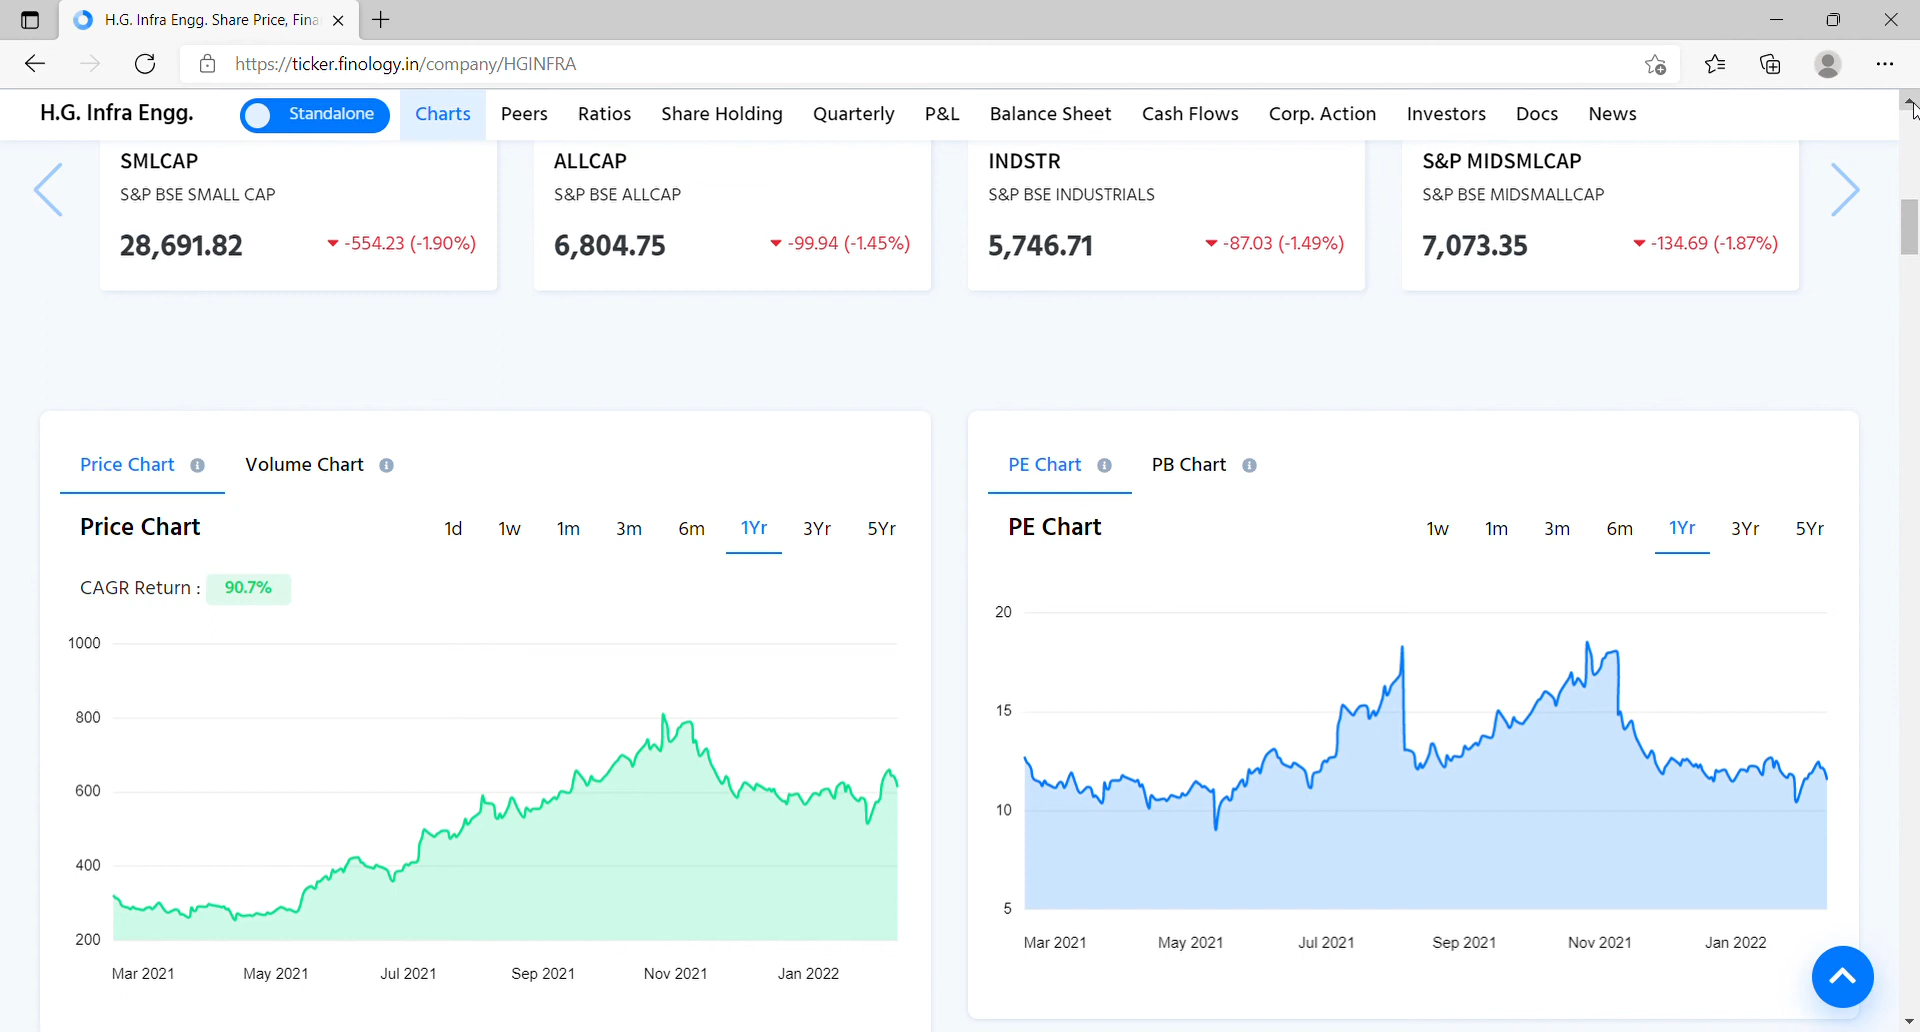 H.G. Infra Engg. Share Price, Fina
https://ticker.finology.in/company/HGINFRA
H.G. Infra Engg. Standalone Charts Peers Ratios Share Holding Quarterly P&L Balance Sheet Cash Flows Corp. Action Investors Docs News
SMLCAP ALLCAP INDSTR S&P MIDSMLCAP
S&P BSE SMALL CAP S&P BSE ALLCAP S&P BSE INDUSTRIALS S&P BSE MIDSMALLCAP
28,691.82 -554.23 (-1.90%) 6,804.75 -99.94 (-1.45%) 5,746.71 -87.03 (-1.49%) 7,073.35 -134.69 (-1.87%)
Price Chart Volume Chart
Price Chart 1d 1w 1m 3m 6m 1Yr 3Yr 5Yr
CAGR Return : 90.7%
1000
800
600
400
200
Mar 2021 May 2021 Jul 2021 Sep 2021 Nov 2021 Jan 2022
PE Chart PB Chart
PE Chart 1w 1m 3m 6m 1Yr 3Yr 5Yr
20
15
10
5
Mar 2021 May 2021 Jul 2021 Sep 2021 Nov 2021 Jan 2022